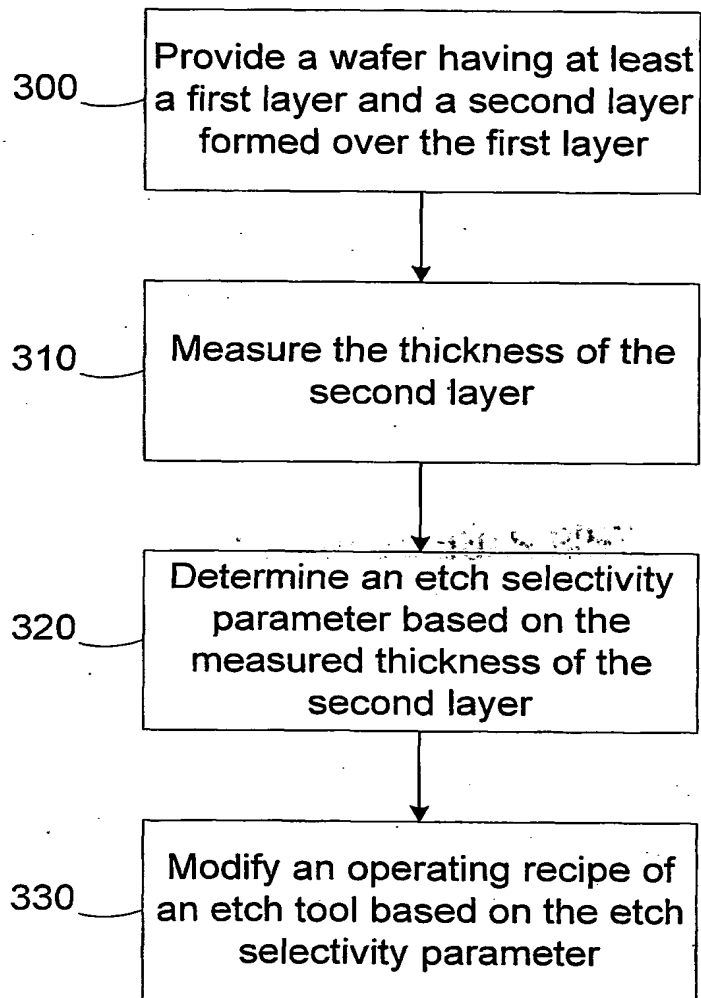 300
Provide a wafer having at least
a first layer and a second layer
formed over the first layer
310
Measure the thickness of the
second layer
320
Determine an etch selectivity
parameter based on the
measured thickness of the
second layer
330
Modify an operating recipe of
an etch tool based on the etch
selectivity parameter